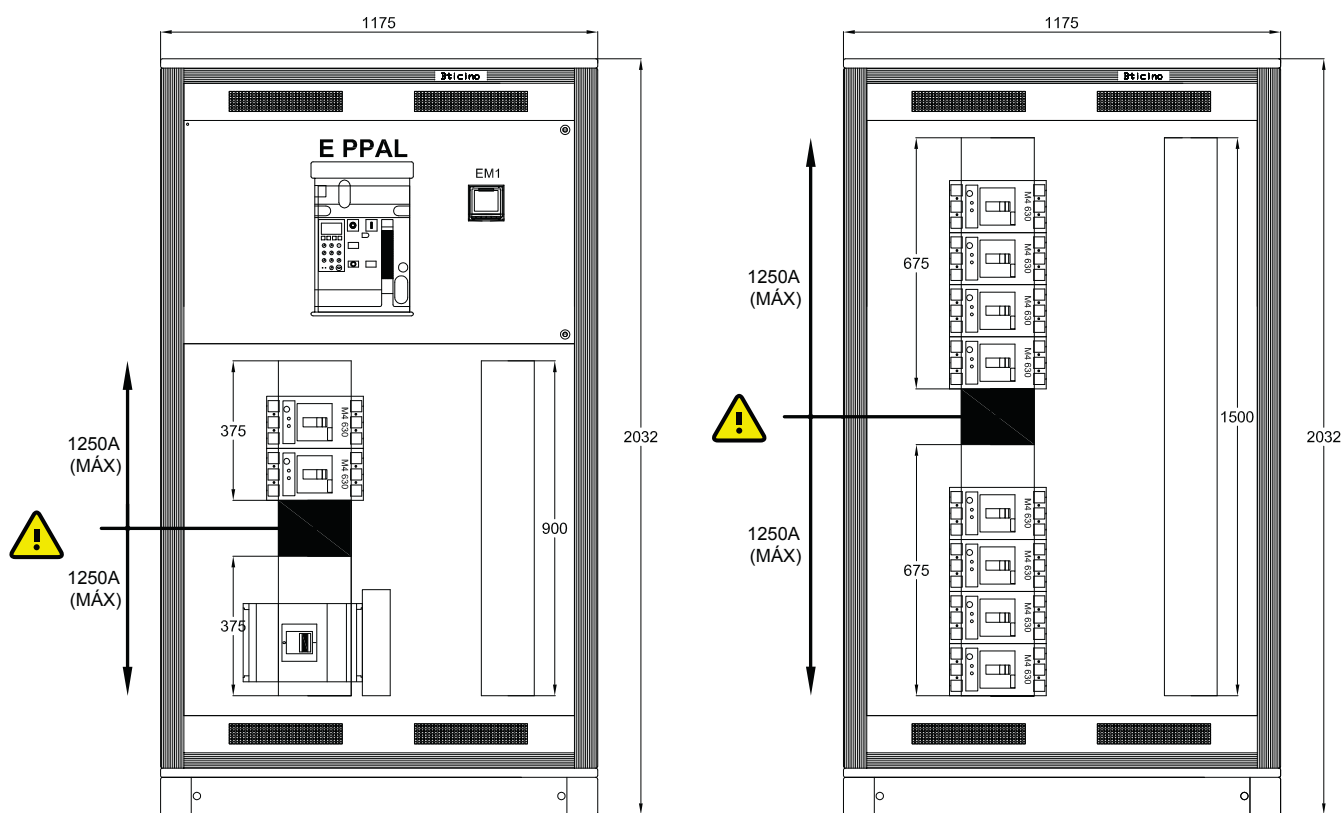 1175
Bticino
E PPAL
EM1
1250A
(MÁX)
1250A
(MÁX)
375
375
M4 630
M4 630
900
2032
1175
Bticino
1250A
(MÁX)
1250A
(MÁX)
675
675
M4 630
M4 630
M4 630
M4 630
M4 630
M4 630
M4 630
M4 630
1500
2032